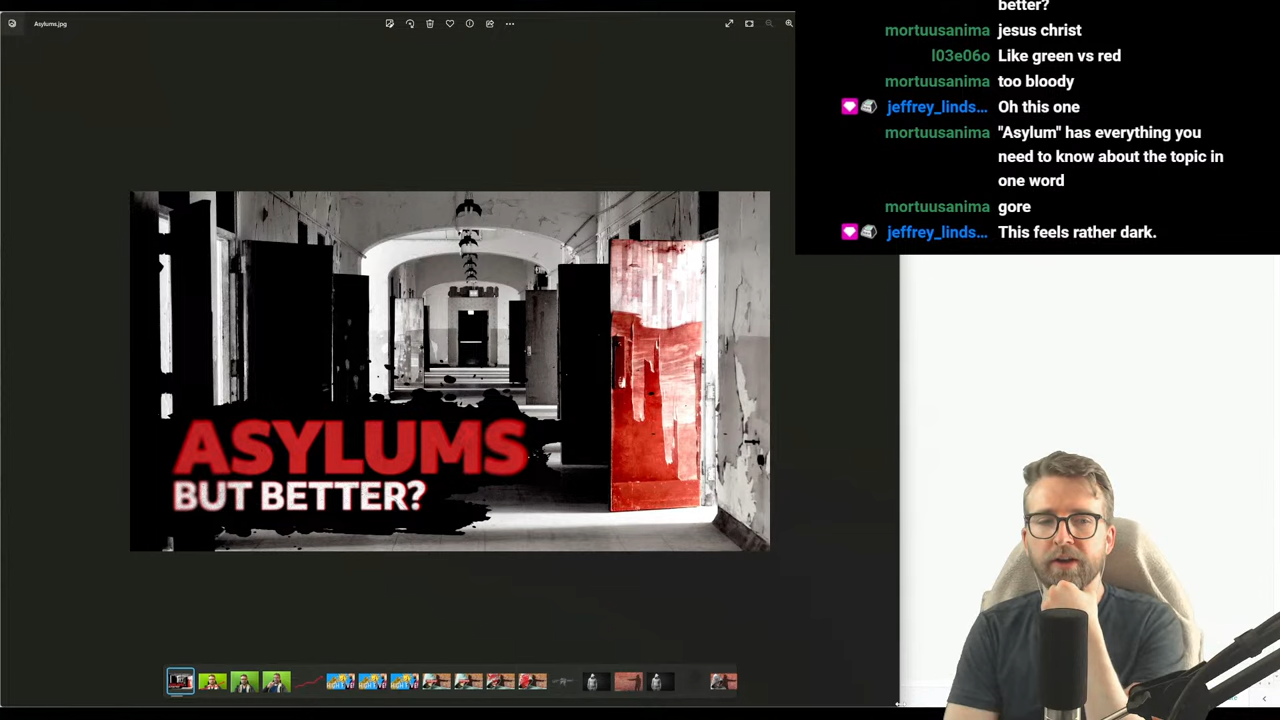 Asylums.jpg
better?
mortuusanima jesus christ
l03e06o Like green vs red
mortuusanima too bloody
jeffrey_linds... Oh this one
mortuusanima "Asylum" has everything you
need to know about the topic in
one word
mortuusanima gore
jeffrey_linds... This feels rather dark.
ASYLUMS
BUT BETTER?